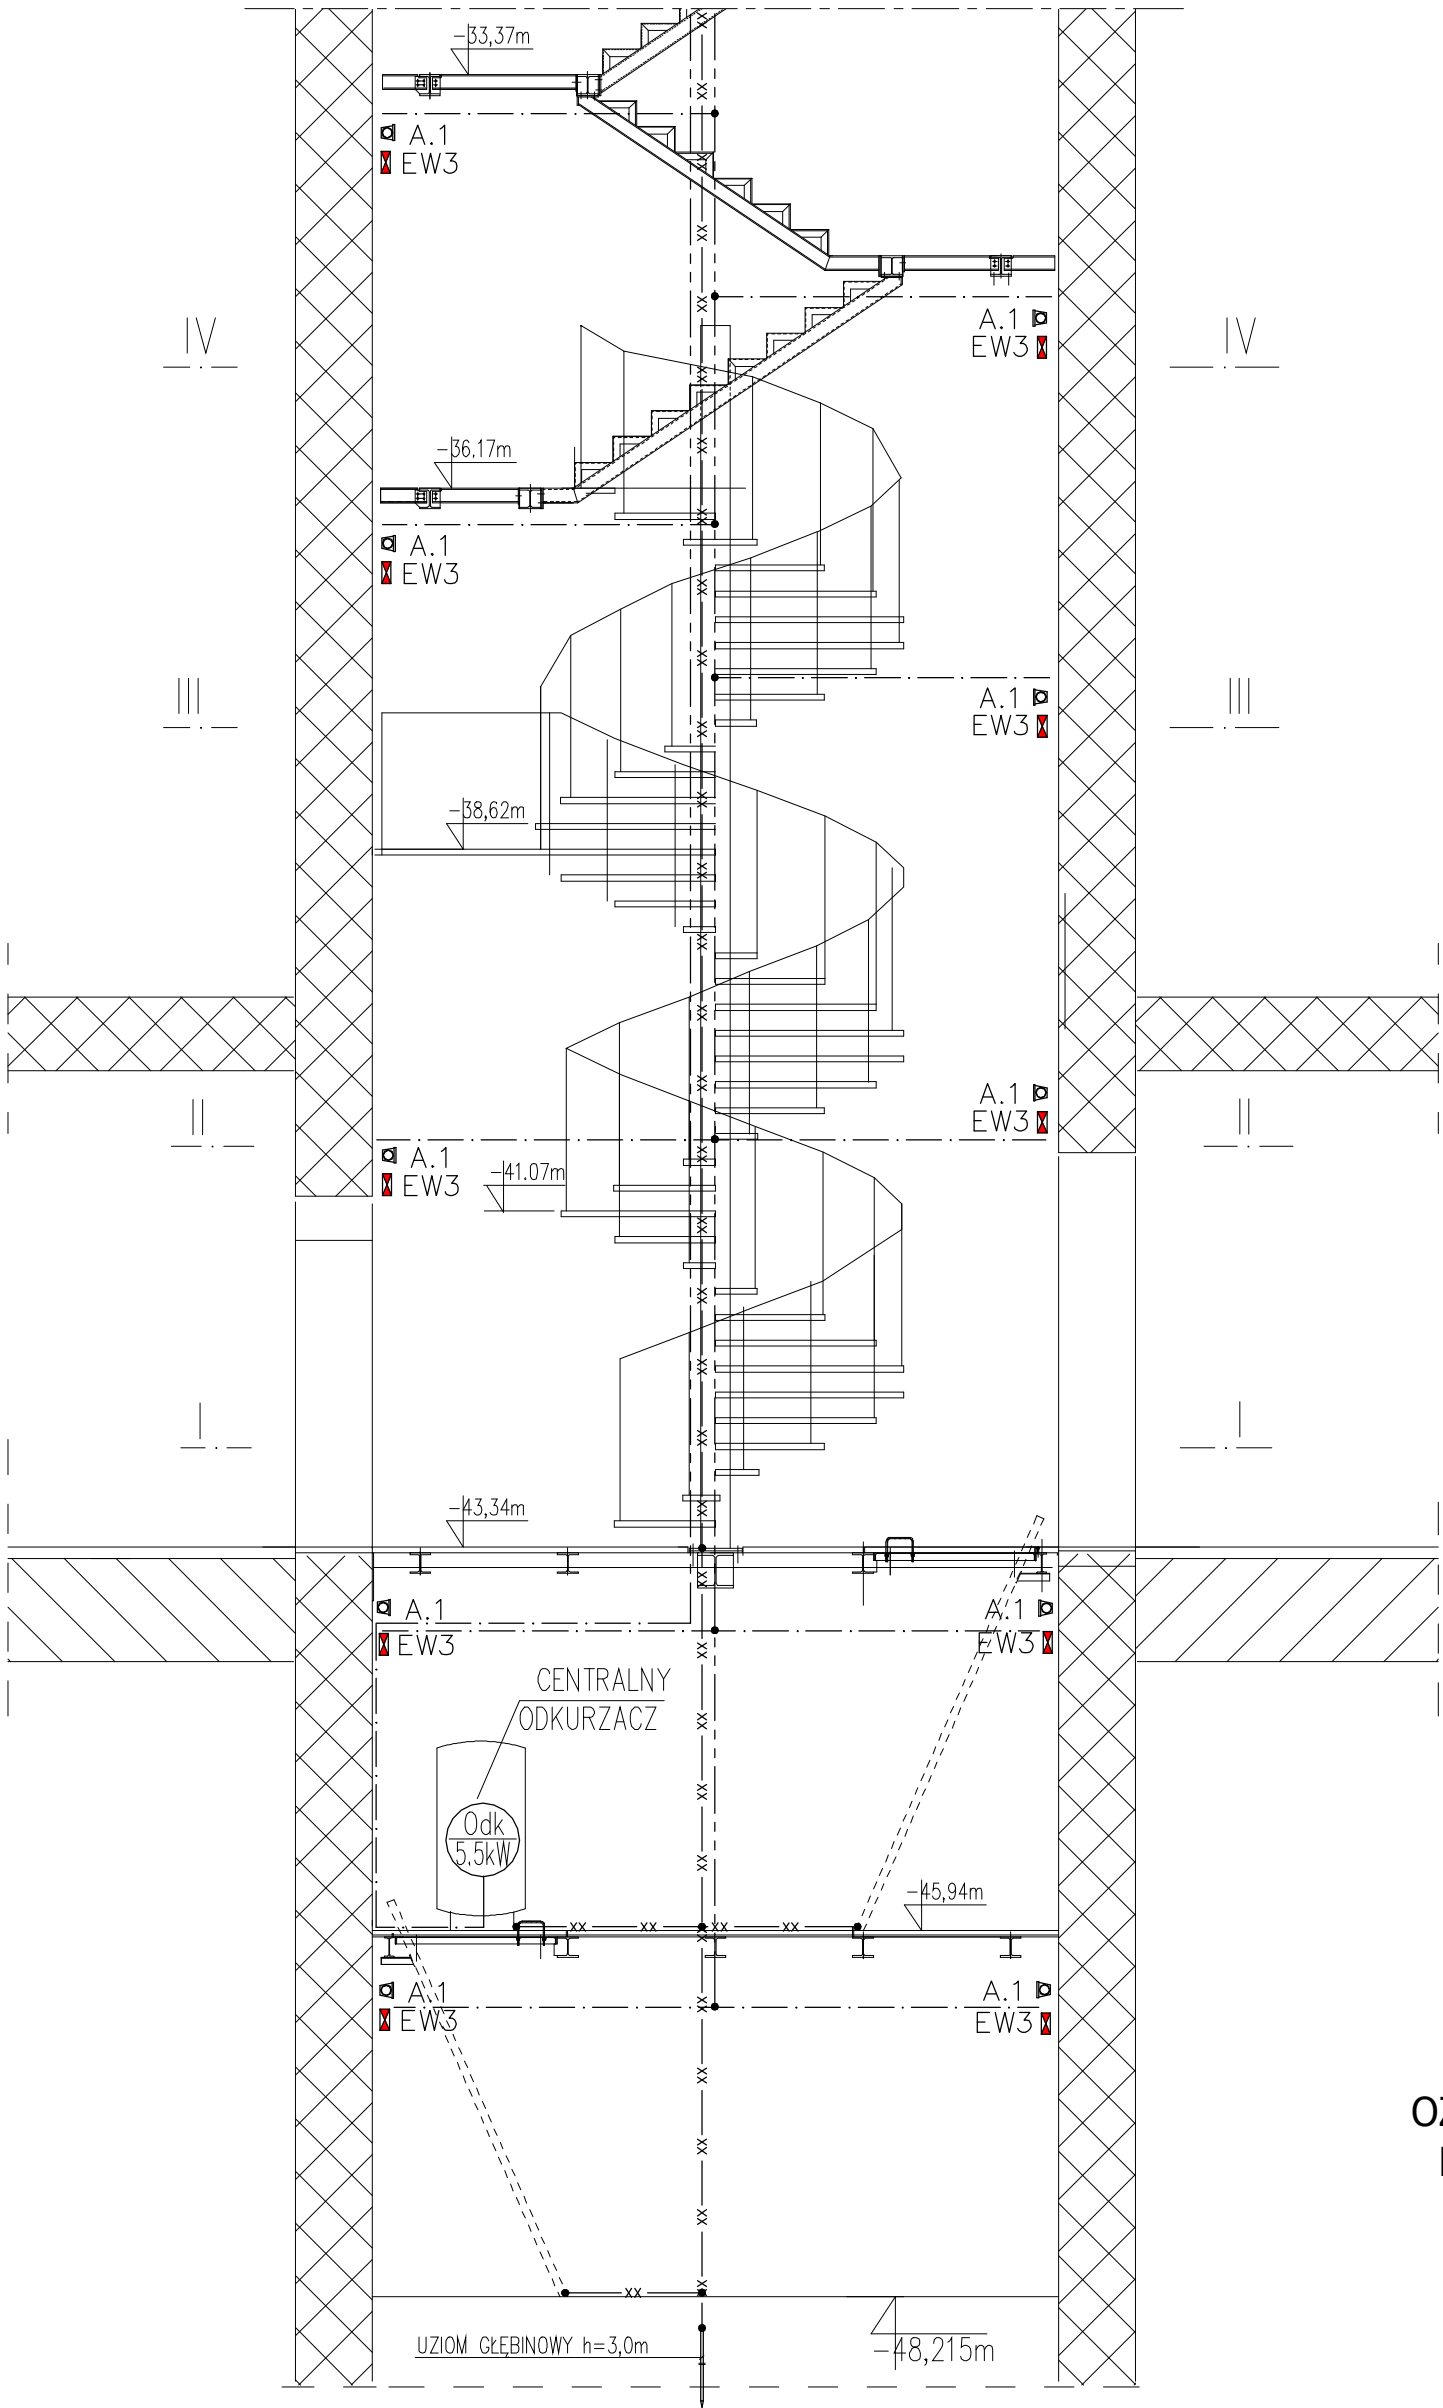 -33,37m
A.1
EW3
A.1
EW3
IV
IV
-36,17m
A.1
EW3
III
A.1
EW3
III
-38,62m
A.1
EW3
II
II
A.1
EW3
-41.07m
I
I
-43,34m
A.1
EW3
A.1
EW3
CENTRALNY
ODKURZACZ
Odk
5.5kW
-45,94m
A.1
EW3
A.1
EW3
xx
UZIOM GŁĘBINOWY h=3,0m
-48,215m